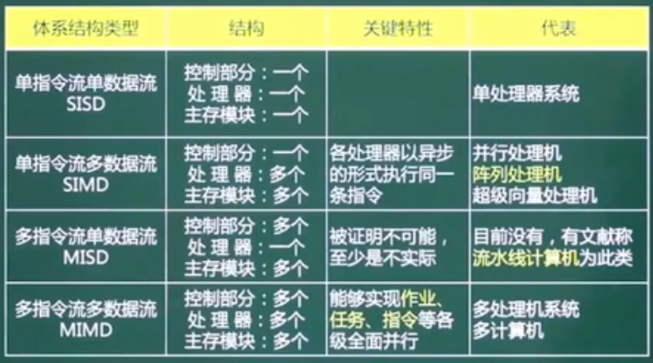 体系结构类型 结构 关键特性 代表
单指令流单数据流
SISD
控制部分：一个
处 理 器：一个
主存模块：一个
单处理器系统
单指令流多数据流
SIMD
控制部分：一个
处 理 器：多个
主存模块：多个
各处理器以异步
的形式执行同一
条指令
并行处理机
阵列处理机
超级向量处理机
多指令流单数据流
MISD
控制部分：多个
处 理 器：一个
主存模块：多个
被证明不可能，
至少是不实际
目前没有，有文献称
流水线计算机为此类
多指令流多数据流
MIMD
控制部分：多个
处 理 器：多个
主存模块：多个
能够实现作业、
任务、指令等各
级全面并行
多处理机系统
多计算机